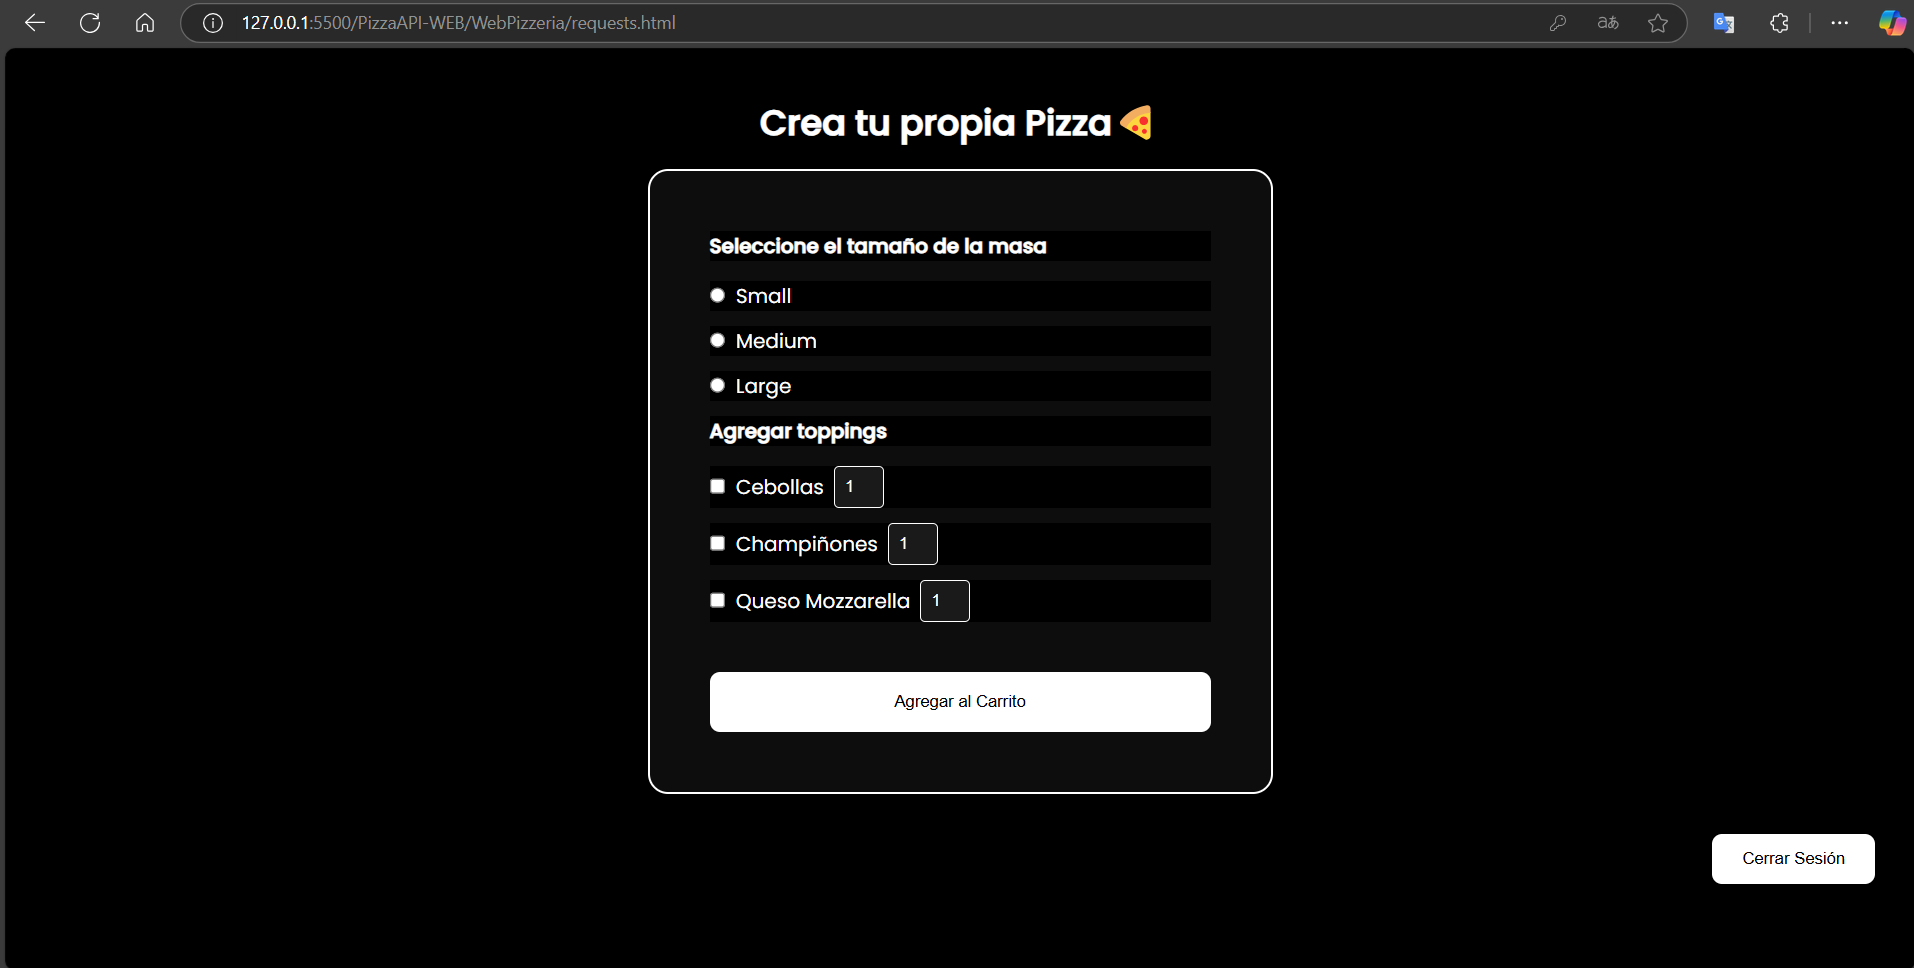 127.0.0.1:5500/PizzaAPI-WEB/WebPizzeria/requests.html
Crea tu propia Pizza 🍕
Seleccione el tamaño de la masa
Small
Medium
Large
Agregar toppings
Cebollas 1
Champiñones 1
Queso Mozzarella 1
Agregar al Carrito
Cerrar Sesión